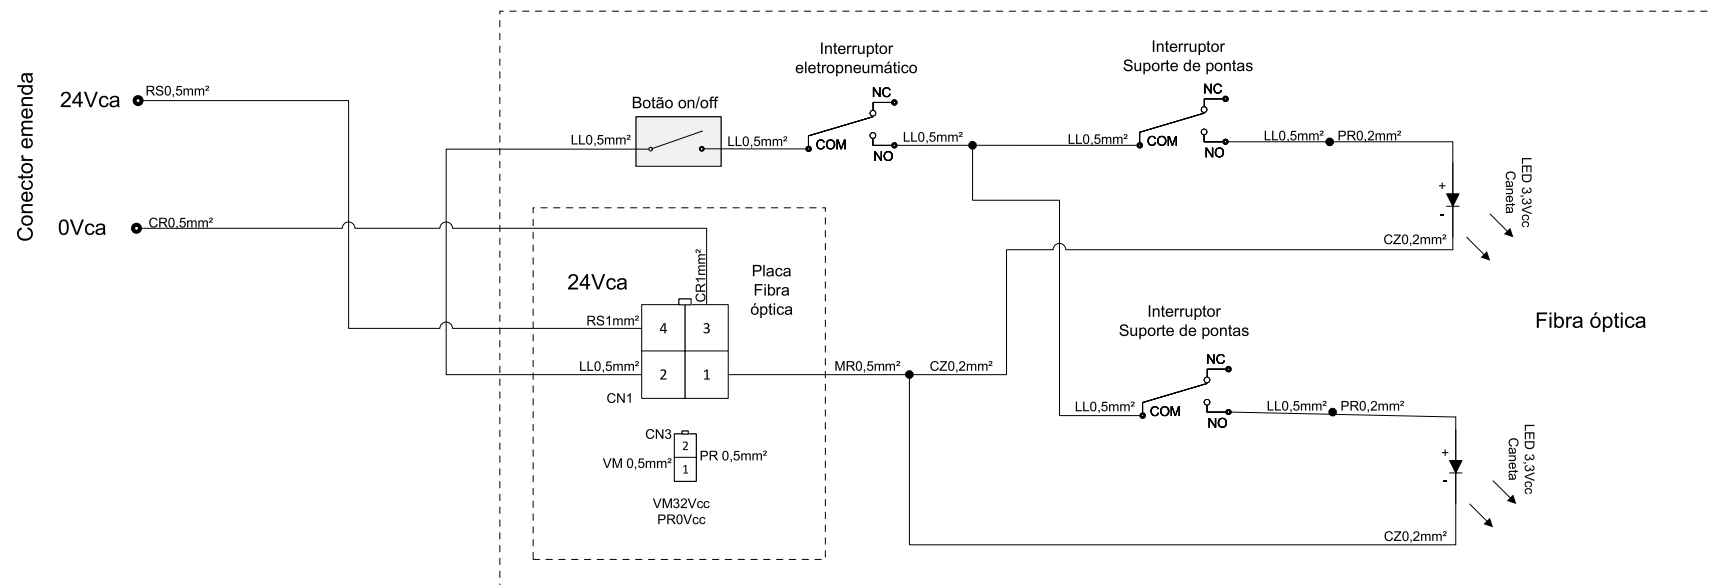 Conector emenda
24Vca
RS0,5mm²
0Vca
CR0,5mm²
Botão on/off
LL0,5mm²
LL0,5mm²
Interruptor
eletropneumático
NC
COM
NO
LL0,5mm²
LL0,5mm²
Interruptor
Suporte de pontas
NC
COM
NO
LL0,5mm²
PR0,2mm²
+
-
LED 3,3Vcc
Caneta
CZ0,2mm²
24Vca
CR1mm²
Placa
Fibra
óptica
RS1mm²
4
3
LL0,5mm²
2
1
CN1
MR0,5mm²
CZ0,2mm²
CN3
2
VM 0,5mm²
1
PR 0,5mm²
VM32Vcc
PR0Vcc
Interruptor
Suporte de pontas
NC
LL0,5mm²
COM
NO
LL0,5mm²
PR0,2mm²
+
-
LED 3,3Vcc
Caneta
CZ0,2mm²
Fibra óptica